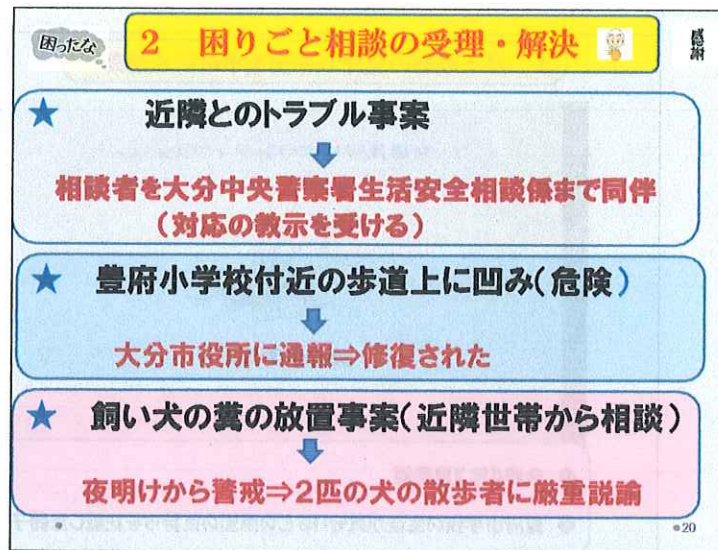 困ったな
2 困りごと相談の受理・解決
感謝
★ 近隣とのトラブル事案
相談者を大分中央警察署生活安全相談係まで同伴
(対応の教示を受ける)
★ 豊府小学校付近の歩道上に凹み(危険)
大分市役所に通報⇒修復された
★ 飼い犬の糞の放置事案(近隣世帯から相談)
夜明けから警戒⇒2匹の犬の散歩者に厳重説諭
20